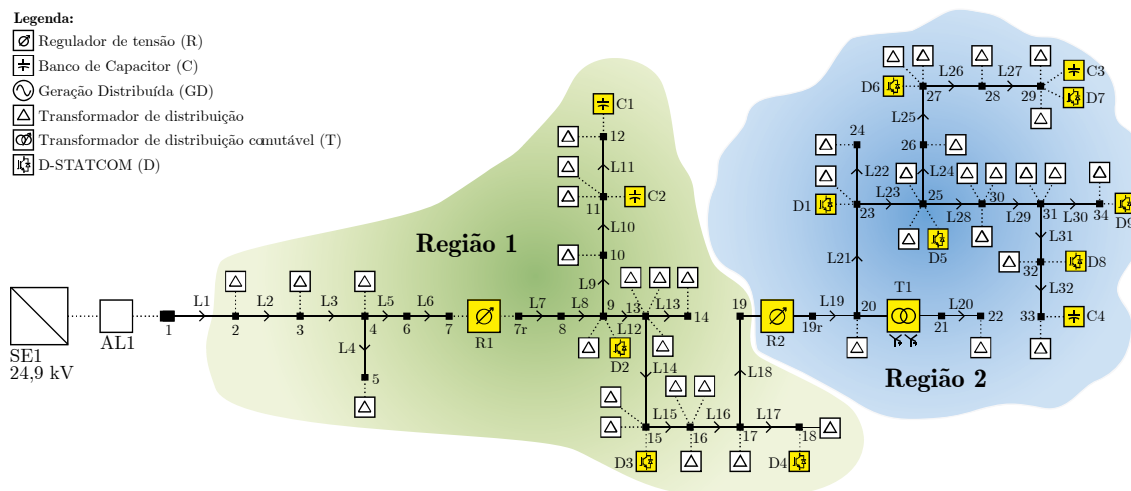 Legenda:
Regulador de tensão (R)
Banco de Capacitor (C)
Geração Distribuída (GD)
Transformador de distribuição
Transformador de distribuição comutável (T)
D-STATCOM (D)
Região 1
Região 2
SE1
24,9 kV
AL1
1
L1
2
L2
3
L3
4
L4
5
L5
6
L6
7
R1
7r
L7
8
L8
9
D2
L9
10
L10
11
C2
L11
12
C1
L12
13
L13
14
L14
15
D3
L15
16
L16
17
L17
18
D4
L18
19
R2
19r
L19
20
T1
21
L20
22
L21
23
D1
L22
24
L23
25
D5
L24
26
L25
27
D6
L26
28
L27
29
C3
D7
L28
30
L29
31
L30
34
D9
L31
32
D8
L32
33
C4